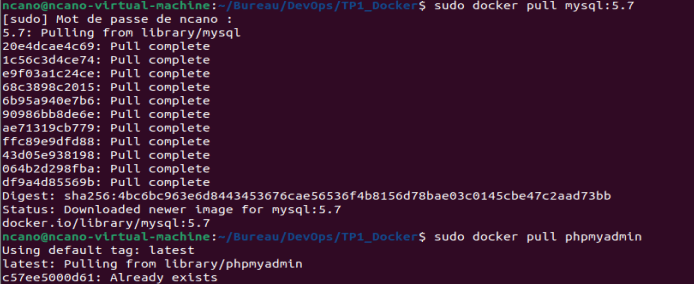 ncano@ncano-virtual-machine:~/Bureau/DevOps/TP1_Docker$ sudo docker pull mysql:5.7
[sudo] Mot de passe de ncano :
5.7: Pulling from library/mysql
20e4dcae4c69: Pull complete
1c56c3d4ce74: Pull complete
e9f03a1c24ce: Pull complete
68c3898c2015: Pull complete
6b95a940e7b6: Pull complete
90986bb8de6e: Pull complete
ae71319cb779: Pull complete
ffc89e9dfd88: Pull complete
43d05e938198: Pull complete
064b2d298fba: Pull complete
df9a4d85569b: Pull complete
Digest: sha256:4bc6bc963e6d8443453676cae56536f4b8156d78bae03c0145cbe47c2aad73bb
Status: Downloaded newer image for mysql:5.7
docker.io/library/mysql:5.7
ncano@ncano-virtual-machine:~/Bureau/DevOps/TP1_Docker$ sudo docker pull phpmyadmin
Using default tag: latest
latest: Pulling from library/phpmyadmin
c57ee5000d61: Already exists